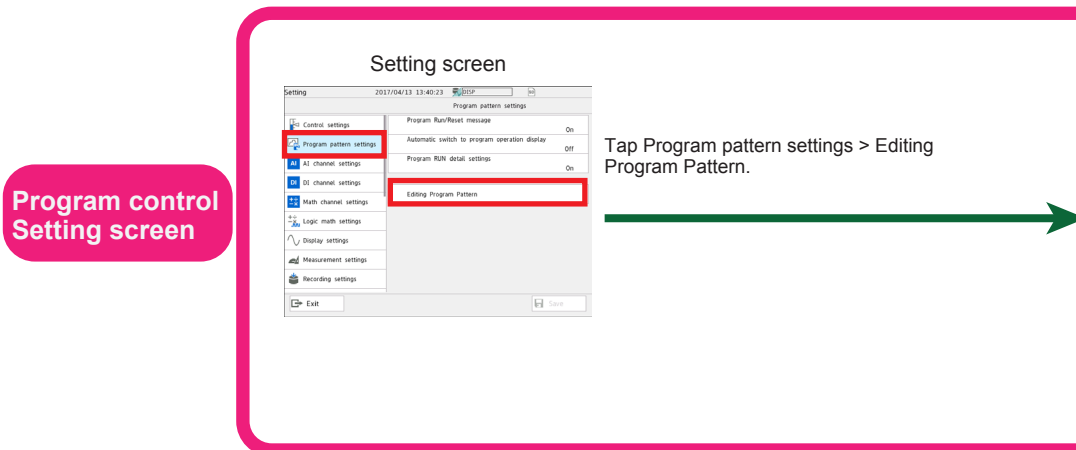 Setting screen
Setting 2017/04/13 13:40:23 DISP
Program pattern settings
Control settings
Program pattern settings
AI AI channel settings
DI DI channel settings
Math channel settings
Logic math settings
Display settings
Measurement settings
Recording settings
Program Run/Reset message
On
Automatic switch to program operation display
Off
Program RUN detail settings
On
Editing Program Pattern
Exit
Save
Tap Program pattern settings > Editing
Program Pattern.
Program control
Setting screen